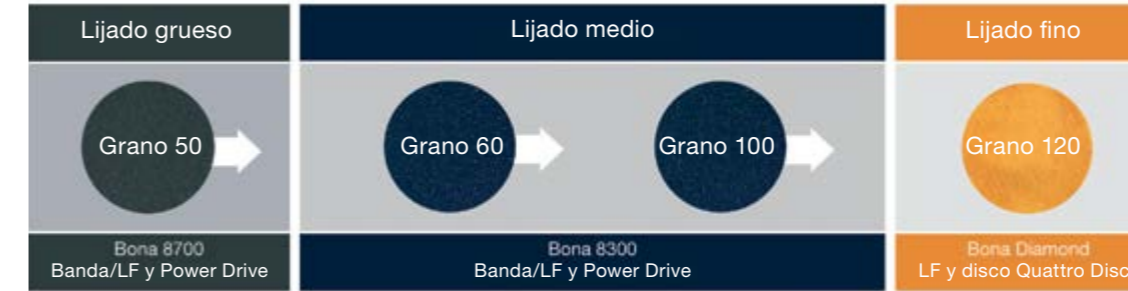 Lijado grueso
Lijado medio
Lijado fino
Grano 50
Grano 60
Grano 100
Grano 120
Bona 8700
Banda/LF y Power Drive
Bona 8300
Banda/LF y Power Drive
Bona Diamond
LF y disco Quattro Disc